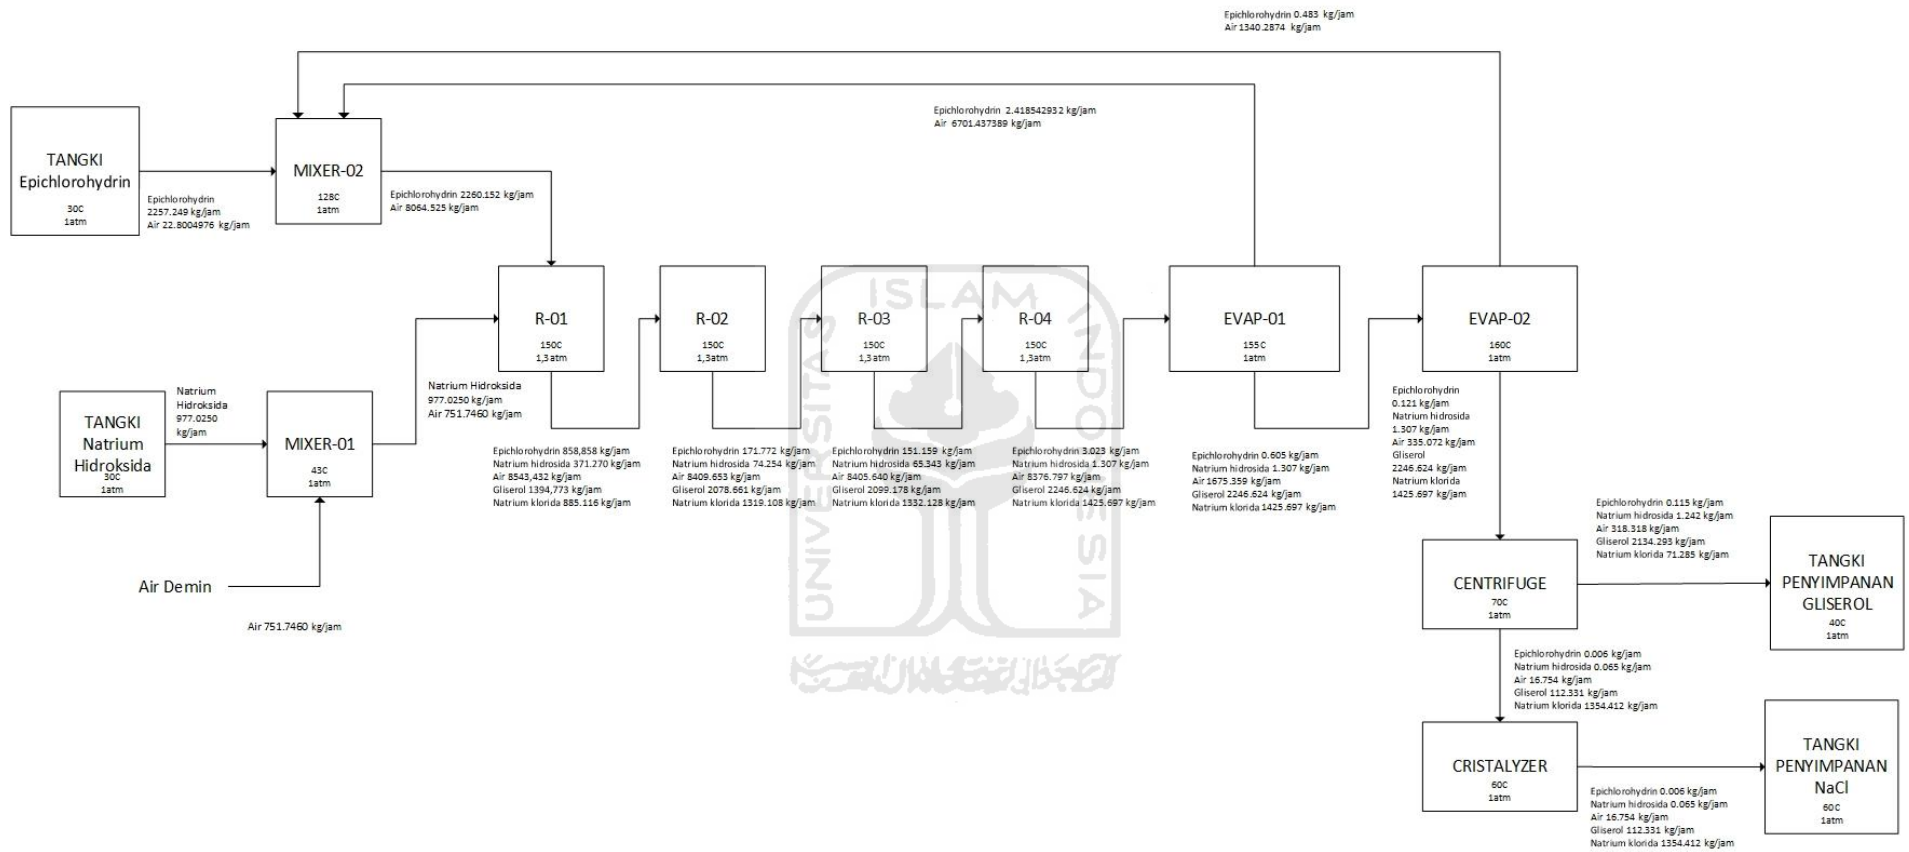 Epichlorohydrin 0.483 kg/jam
Air 1340.2874 kg/jam
Epichlorohydrin 2.418542932 kg/jam
Air 6701.437389 kg/jam
TANGKI
Epichlorohydrin
30C
1atm
Epichlorohydrin
2257.249 kg/jam
Air 22.8004976 kg/jam
MIXER-02
128C
1atm
Epichlorohydrin 2260.152 kg/jam
Air 8064.525 kg/jam
R-01
150C
1,3atm
R-02
150C
1,3atm
R-03
150C
1,3atm
R-04
150C
1,3atm
EVAP-01
155C
1atm
EVAP-02
160C
1atm
TANGKI
Natrium
Hidroksida
30C
1atm
Natrium
Hidroksida
977.0250
kg/jam
MIXER-01
43C
1atm
Natrium Hidroksida
977.0250 kg/jam
Air 751.7460 kg/jam
Air Demin
Air 751.7460 kg/jam
Epichlorohydrin 858,858 kg/jam
Natrium hidrosida 371.270 kg/jam
Air 8543,432 kg/jam
Gliserol 1394,773 kg/jam
Natrium klorida 885.116 kg/jam
Epichlorohydrin 171.772 kg/jam
Natrium hidrosida 74.254 kg/jam
Air 8409.653 kg/jam
Gliserol 2078.661 kg/jam
Natrium klorida 1319.108 kg/jam
Epichlorohydrin 151.159 kg/jam
Natrium hidrosida 65.343 kg/jam
Air 8405.640 kg/jam
Gliserol 2099.178 kg/jam
Natrium klorida 1332.128 kg/jam
Epichlorohydrin 3.023 kg/jam
Natrium hidrosida 1.307 kg/jam
Air 8376.797 kg/jam
Gliserol 2246.624 kg/jam
Natrium klorida 1425.697 kg/jam
Epichlorohydrin 0.605 kg/jam
Natrium hidrosida 1.307 kg/jam
Air 1675.359 kg/jam
Gliserol 2246.624 kg/jam
Natrium klorida 1425.697 kg/jam
Epichlorohydrin
0.121 kg/jam
Natrium hidrosida
1.307 kg/jam
Air 335.072 kg/jam
Gliserol
2246.624 kg/jam
Natrium klorida
1425.697 kg/jam
CENTRIFUGE
70C
1atm
Epichlorohydrin 0.115 kg/jam
Natrium hidrosida 1.242 kg/jam
Air 318.318 kg/jam
Gliserol 2134.293 kg/jam
Natrium klorida 71.285 kg/jam
TANGKI
PENYIMPANAN
GLISEROL
40C
1atm
Epichlorohydrin 0.006 kg/jam
Natrium hidrosida 0.065 kg/jam
Air 16.754 kg/jam
Gliserol 112.331 kg/jam
Natrium klorida 1354.412 kg/jam
CRISTALYZER
60C
1atm
Epichlorohydrin 0.006 kg/jam
Natrium hidrosida 0.065 kg/jam
Air 16.754 kg/jam
Gliserol 112.331 kg/jam
Natrium klorida 1354.412 kg/jam
TANGKI
PENYIMPANAN
NaCl
60C
1atm
UNIVERSITAS
ISLAM
INDONESIA